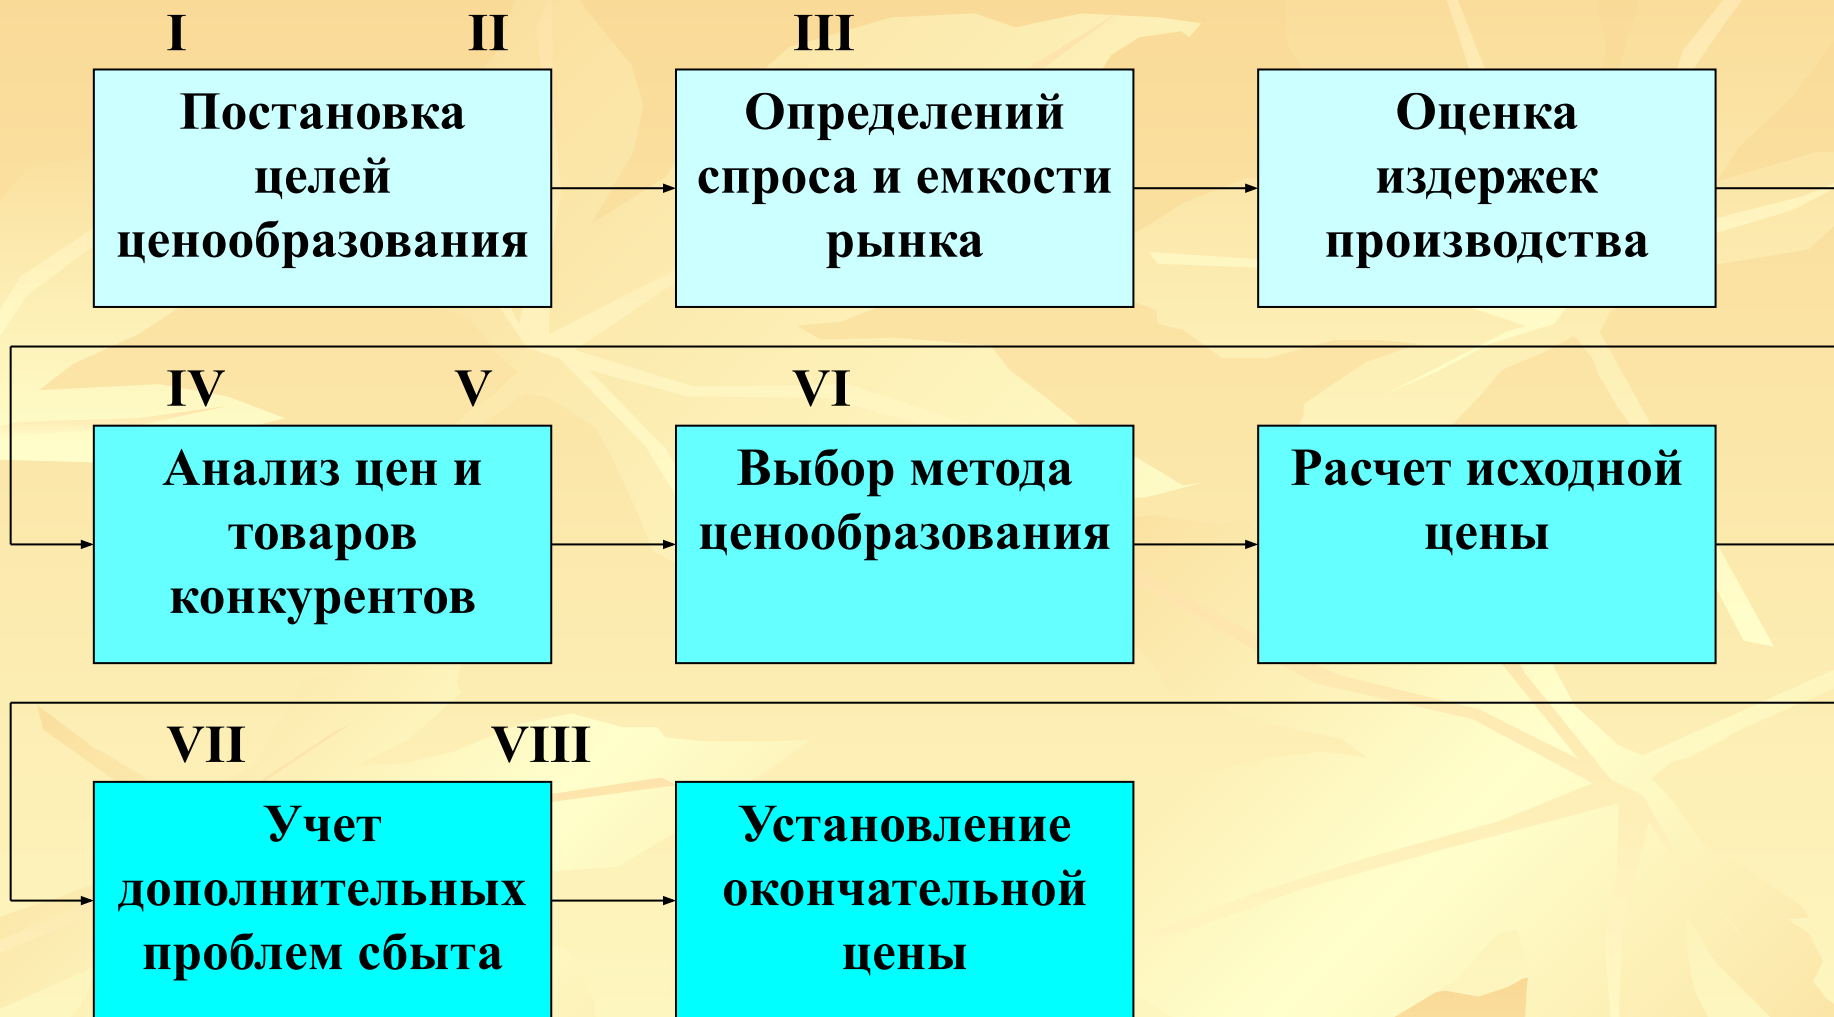 I II III
Постановка
целей
ценообразования
Определений
спроса и емкости
рынка
Оценка
издержек
производства
IV V VI
Анализ цен и
товаров
конкурентов
Выбор метода
ценообразования
Расчет исходной
цены
VII VIII
Учет
дополнительных
проблем сбыта
Установление
окончательной
цены